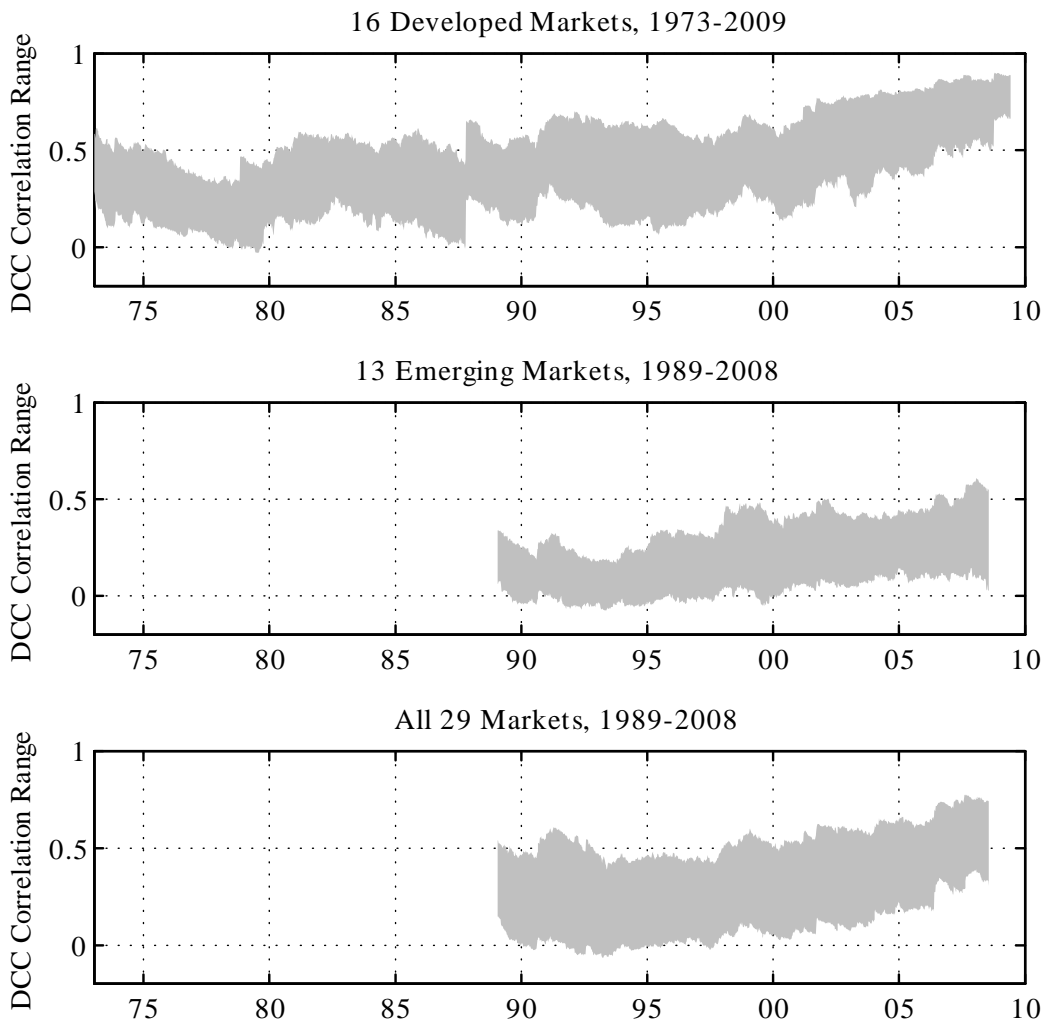 16 Developed Markets, 1973-2009
DCC Correlation Range
1
0.5
0
75 80 85 90 95 00 05 10
13 Emerging Markets, 1989-2008
DCC Correlation Range
1
0.5
0
75 80 85 90 95 00 05 10
All 29 Markets, 1989-2008
DCC Correlation Range
1
0.5
0
75 80 85 90 95 00 05 10